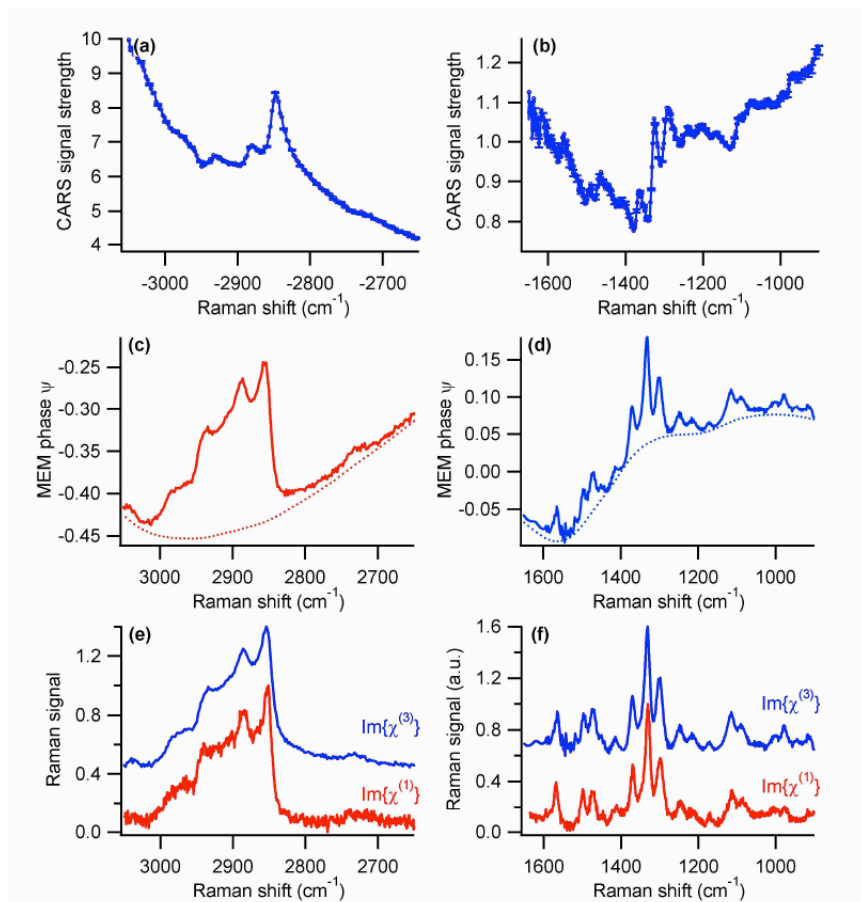 (a)
10
9
8
7
6
5
4
CARS signal strength
-3000
-2900
-2800
-2700
Raman shift (cm-1)
(b)
1.2
1.1
1.0
0.9
0.8
CARS signal strength
-1600
-1400
-1200
-1000
Raman shift (cm-1)
(c)
-0.25
-0.30
-0.35
-0.40
-0.45
MEM phase ψ
3000
2900
2800
2700
Raman shift (cm-1)
(d)
0.15
0.10
0.05
0.00
-0.05
MEM phase ψ
1600
1400
1200
1000
Raman shift (cm-1)
(e)
1.2
0.8
0.4
0.0
Raman signal
Im{χ(3)}
Im{χ(1)}
3000
2900
2800
2700
Raman shift (cm-1)
(f)
1.6
1.2
0.8
0.4
0.0
Raman signal (a.u.)
Im{χ(3)}
Im{χ(1)}
1600
1400
1200
1000
Raman shift (cm-1)